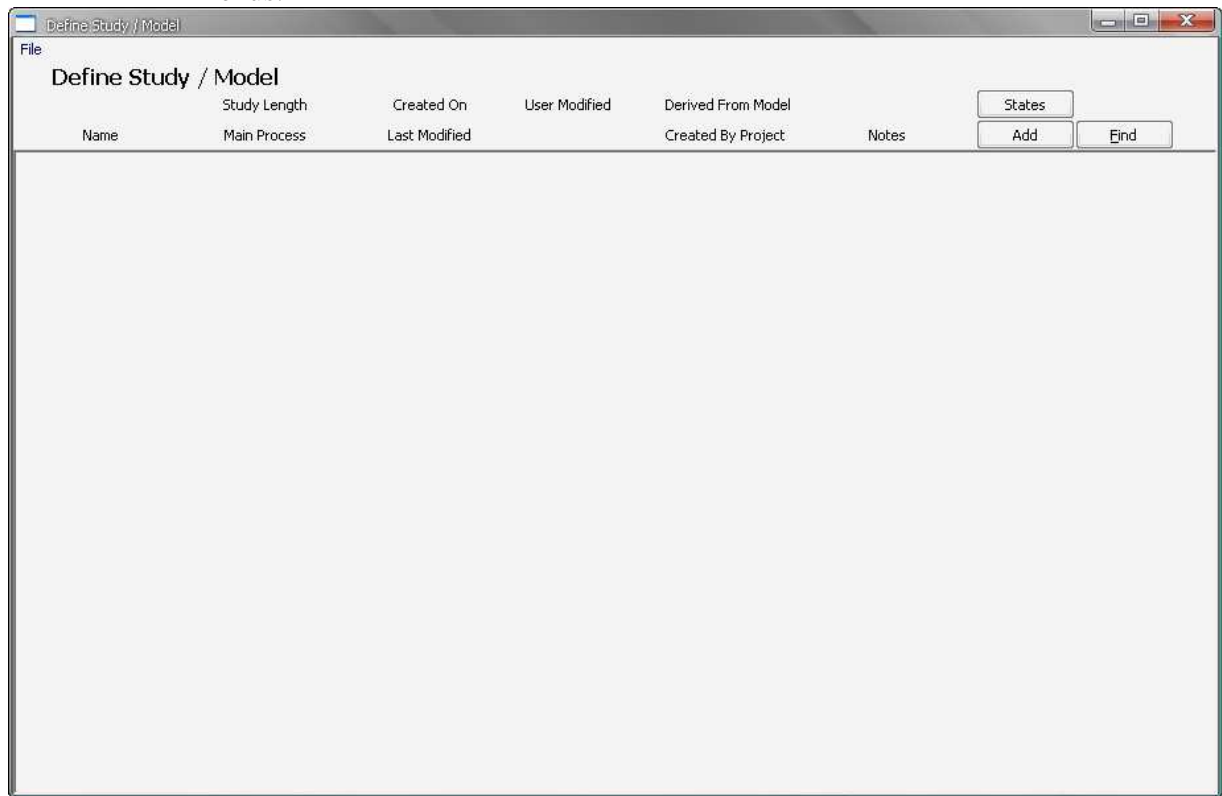 Define Study / Model
File
Define Study / Model
Study Length Created On User Modified Derived From Model States
Name Main Process Last Modified Created By Project Notes Add Find